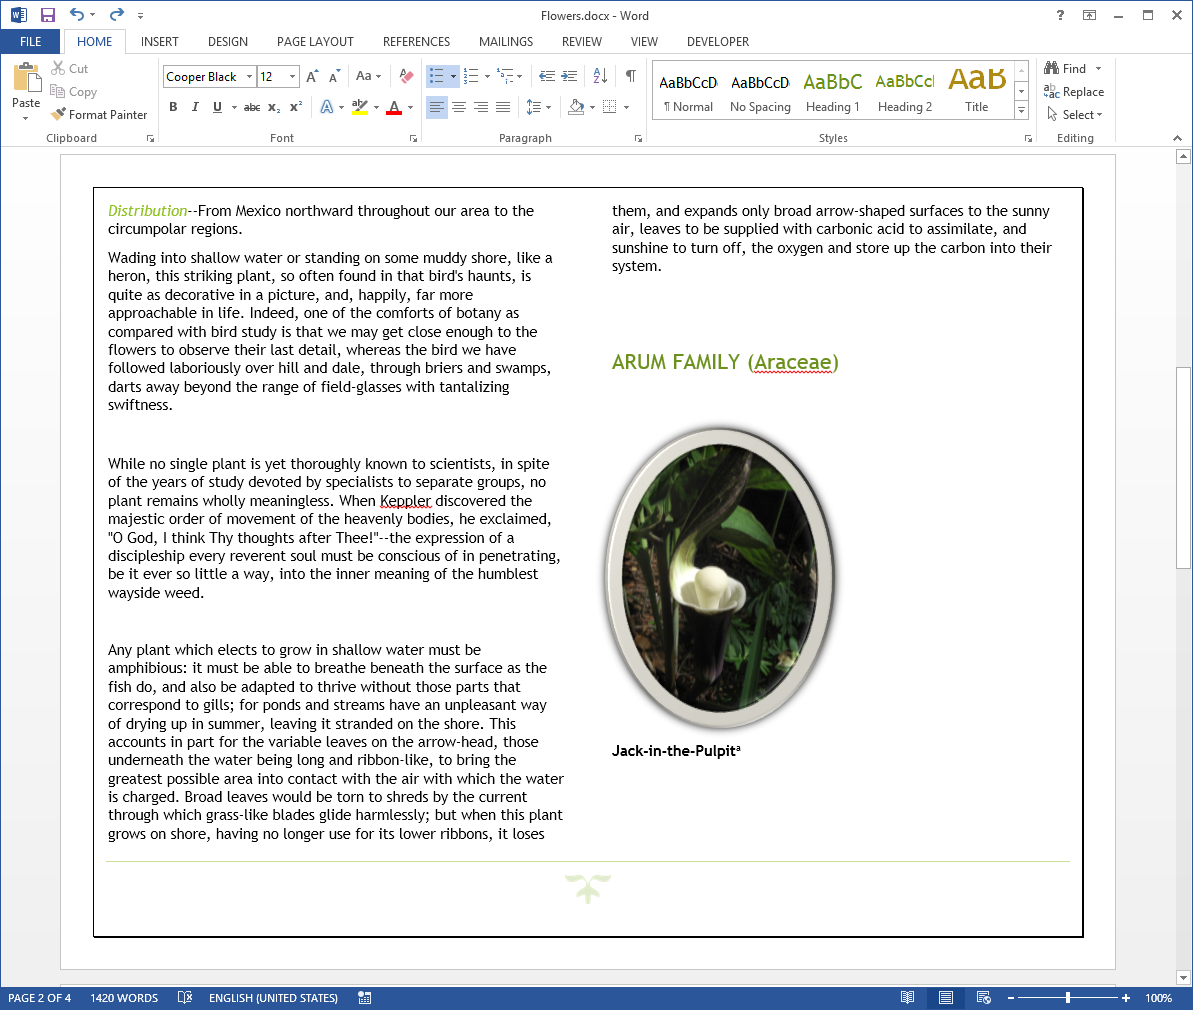 Flowers.docx - Word
FILE
HOME
INSERT
DESIGN
PAGE LAYOUT
REFERENCES
MAILINGS
REVIEW
VIEW
DEVELOPER
Paste
Cut
Copy
Format Painter
Clipboard
Cooper Black
12
Aa
B I U abc x₂ x²
A
ab
A
Font
Paragraph
AaBbCcD
¶ Normal
AaBbCcD
No Spacing
AaBbC
Heading 1
AaBbCcl
Heading 2
AaB
Title
Styles
Find
Replace
Select
Editing
Distribution--From Mexico northward throughout our area to the
circumpolar regions.
Wading into shallow water or standing on some muddy shore, like a
heron, this striking plant, so often found in that bird's haunts, is
quite as decorative in a picture, and, happily, far more
approachable in life. Indeed, one of the comforts of botany as
compared with bird study is that we may get close enough to the
flowers to observe their last detail, whereas the bird we have
followed laboriously over hill and dale, through briers and swamps,
darts away beyond the range of field-glasses with tantalizing
swiftness.
While no single plant is yet thoroughly known to scientists, in spite
of the years of study devoted by specialists to separate groups, no
plant remains wholly meaningless. When Keppler discovered the
majestic order of movement of the heavenly bodies, he exclaimed,
"O God, I think Thy thoughts after Thee!"--the expression of a
discipleship every reverent soul must be conscious of in penetrating,
be it ever so little a way, into the inner meaning of the humblest
wayside weed.
Any plant which elects to grow in shallow water must be
amphibious: it must be able to breathe beneath the surface as the
fish do, and also be adapted to thrive without those parts that
correspond to gills; for ponds and streams have an unpleasant way
of drying up in summer, leaving it stranded on the shore. This
accounts in part for the variable leaves on the arrow-head, those
underneath the water being long and ribbon-like, to bring the
greatest possible area into contact with the air with which the water
is charged. Broad leaves would be torn to shreds by the current
through which grass-like blades glide harmlessly; but when this plant
grows on shore, having no longer use for its lower ribbons, it loses
them, and expands only broad arrow-shaped surfaces to the sunny
air, leaves to be supplied with carbonic acid to assimilate, and
sunshine to turn off, the oxygen and store up the carbon into their
system.
ARUM FAMILY (Araceae)
Jack-in-the-Pulpitª
PAGE 2 OF 4
1420 WORDS
ENGLISH (UNITED STATES)
100%